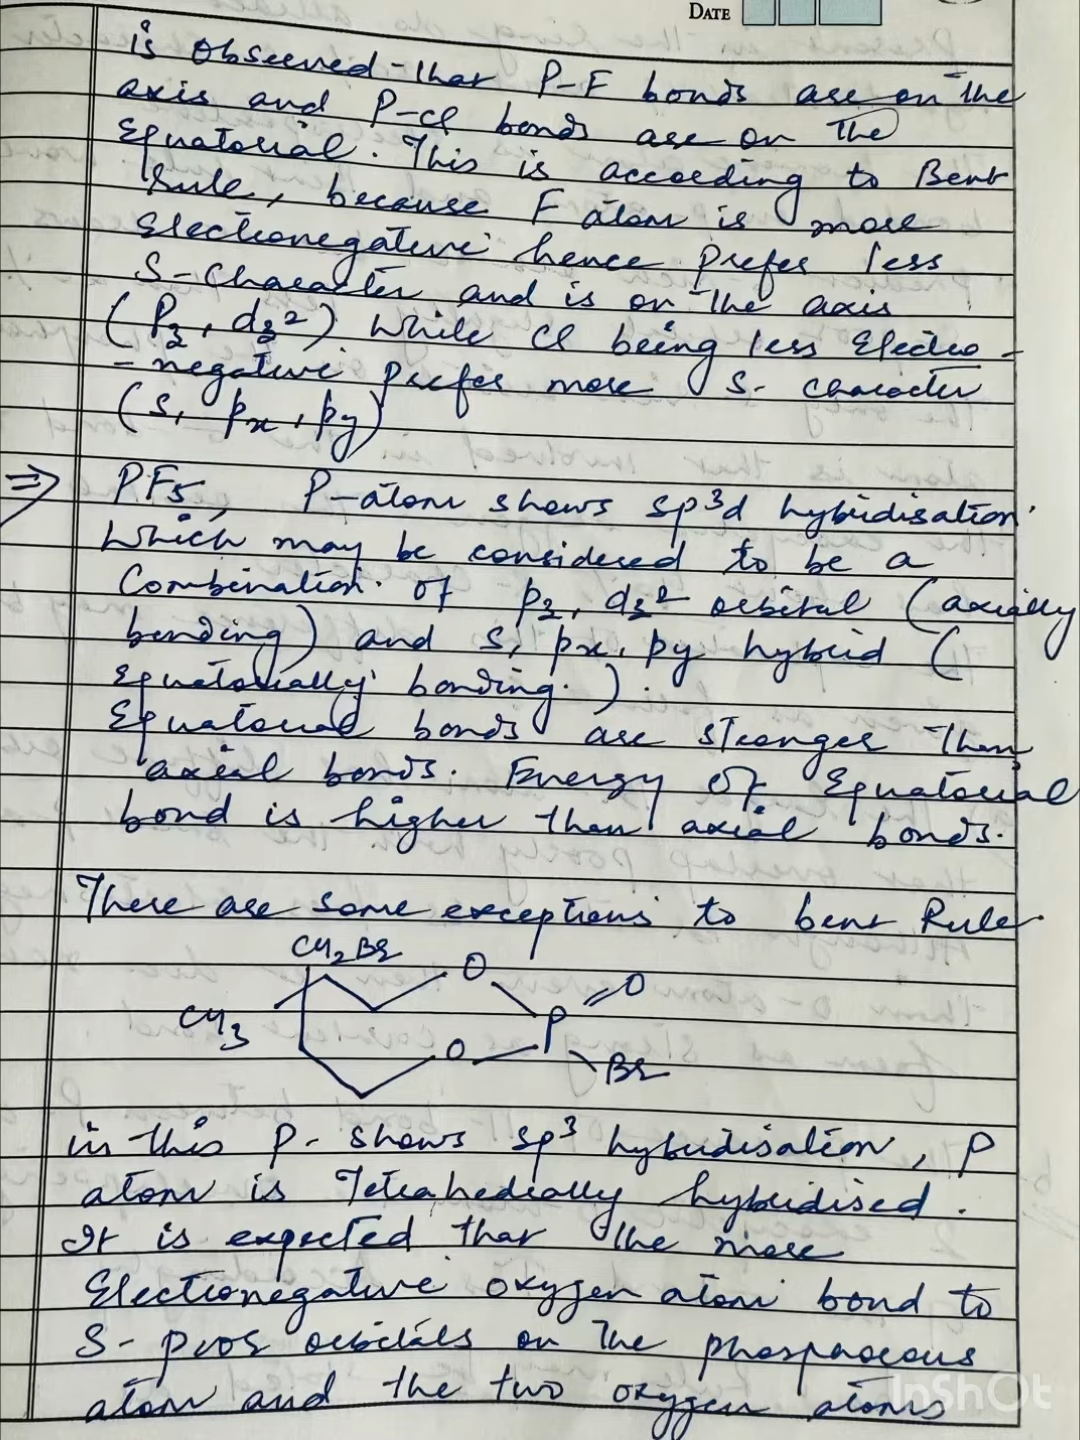 DATE
is observed that P-F bonds are on the
axis and P-Cl bonds are on the
Equatorial. This is according to Bent
Rule, because F atom is more
Electronegative hence prefer less
S-Character and is on the axis
(Pz, dz²) while Cl being less Electro-
-negative prefer more S-character
(S, px, py)
⇒ PF5, P-atom shows sp³d hybridisation.
Which may be considered to be a
Combination of pz, dz² orbital (axially
bonding) and s, px, py hybrid (
Equatorially bonding.).
Equatorial bonds are stronger than
axial bonds. Energy of Equatorial
bond is higher than axial bonds.
There are some exceptions to bent Rule.
CH2Br
O
O
CH3
P
O
Br
in this P- shows sp³ hybridisation, P
atom is Tetrahedrally hybridised.
It is expected that the more
Electronegative oxygen atom bond to
S-poor orbitals on the phosphorous
atom and the two oxygen atoms
InShOt